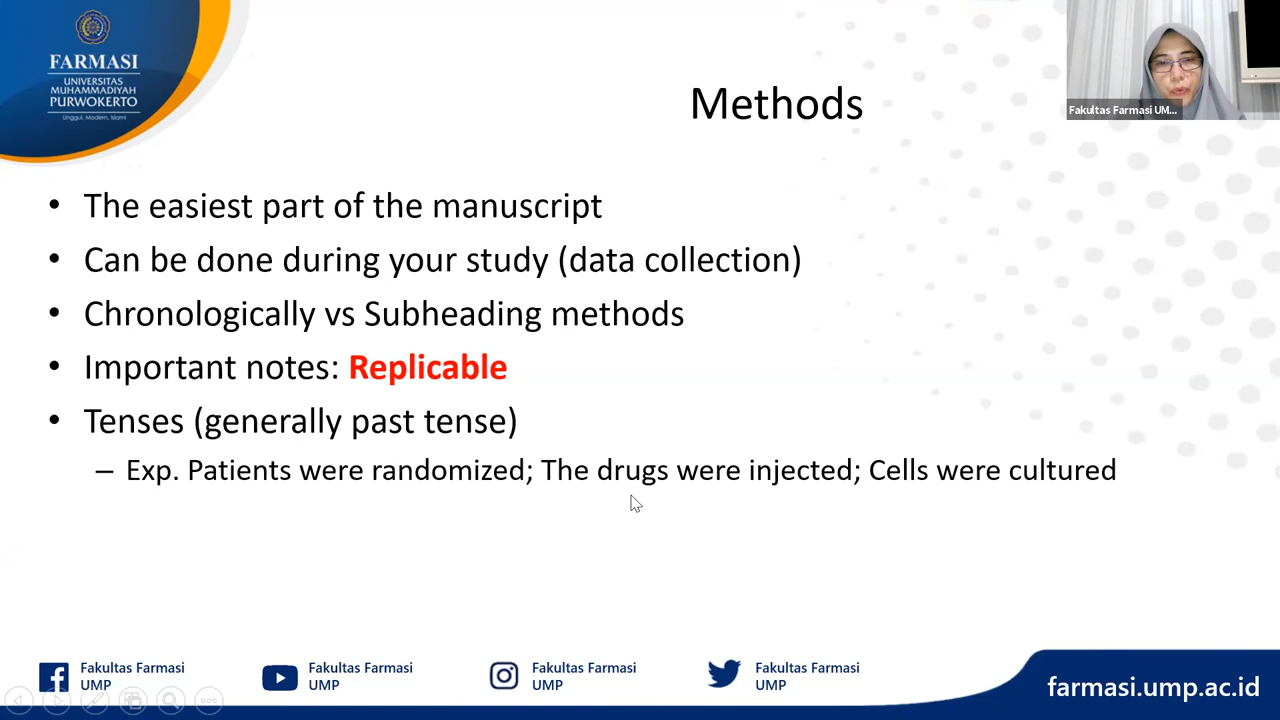 FARMASI
UNIVERSITAS
MUHAMMADIYAH
PURWOKERTO
Unggul, Modern, Islami
Fakultas Farmasi UM...
Methods
• The easiest part of the manuscript
• Can be done during your study (data collection)
• Chronologically vs Subheading methods
• Important notes: Replicable
• Tenses (generally past tense)
– Exp. Patients were randomized; The drugs were injected; Cells were cultured
Fakultas Farmasi
UMP
Fakultas Farmasi
UMP
Fakultas Farmasi
UMP
Fakultas Farmasi
UMP
farmasi.ump.ac.id